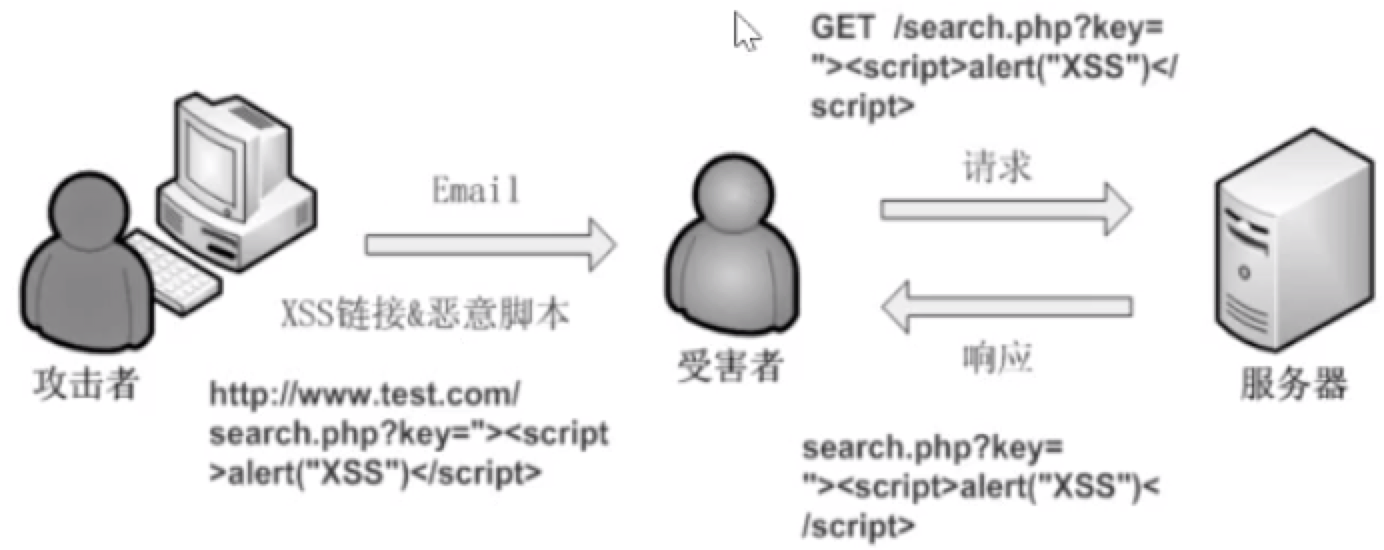 GET /search.php?key=
"><script>alert("XSS")</
script>
请求
Email
XSS链接&恶意脚本
响应
攻击者
受害者
服务器
http://www.test.com/
search.php?key="><script
>alert("XSS")</script>
search.php?key=
"><script>alert("XSS")<
/script>